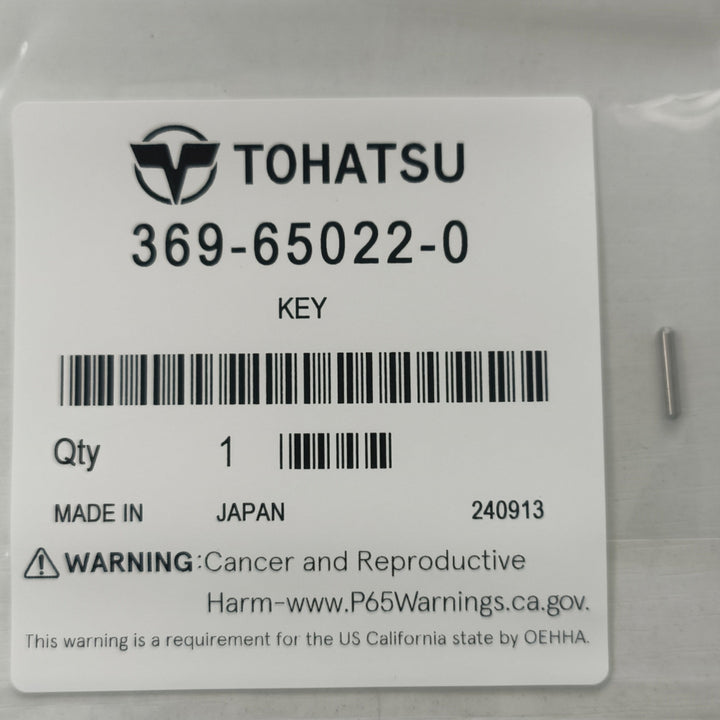 TOHATSU
369-65022-0
KEY
Qty 1
MADE IN JAPAN 240913
WARNING:Cancer and Reproductive
Harm-www.P65Warnings.ca.gov.
This warning is a requirement for the US California state by OEHHA.